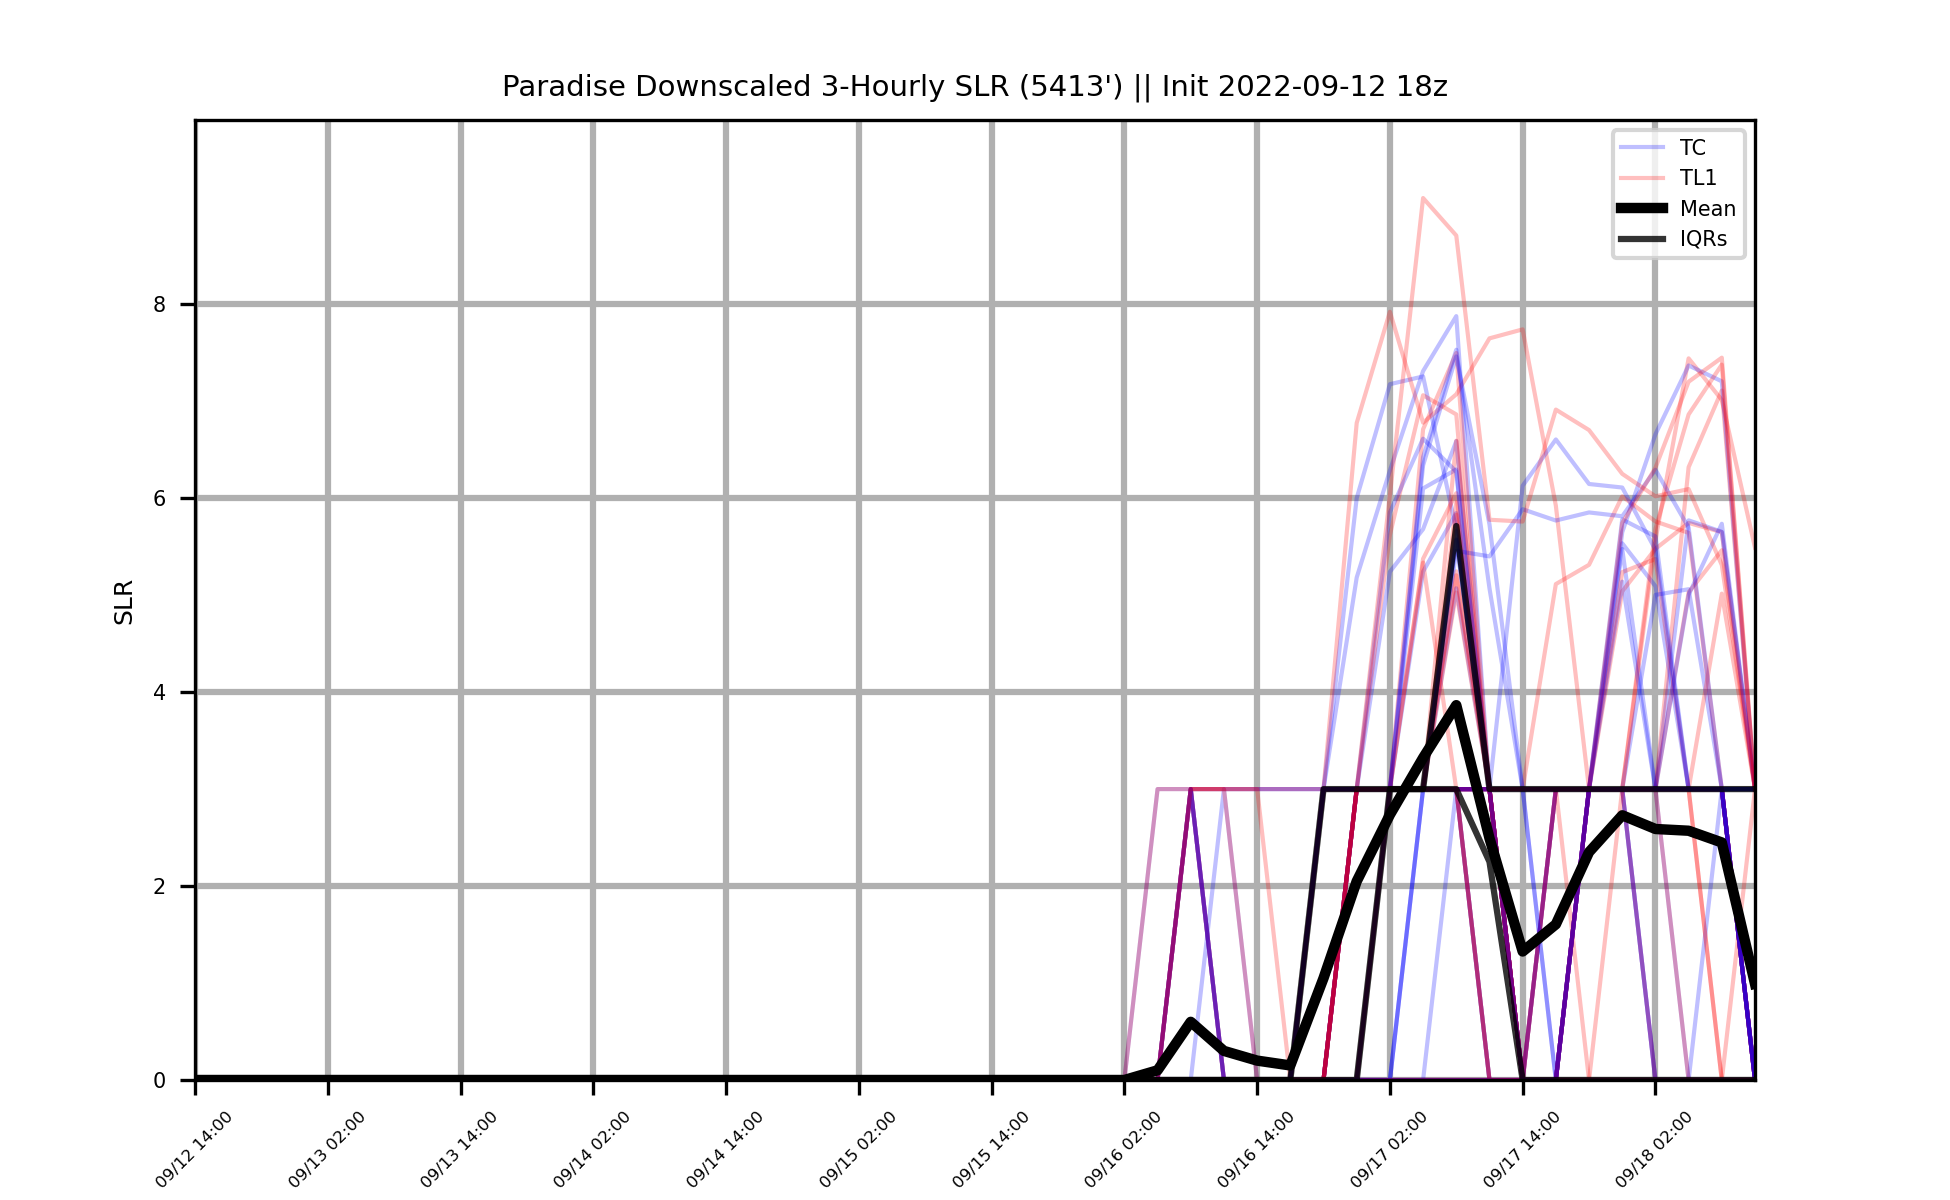 Paradise Downscaled 3-Hourly SLR (5413') || Init 2022-09-12 18z
TC
TL1
Mean
IQRs
8
6
4
2
0
SLR
09/12 14:00
09/13 02:00
09/13 14:00
09/14 02:00
09/14 14:00
09/15 02:00
09/15 14:00
09/16 02:00
09/16 14:00
09/17 02:00
09/17 14:00
09/18 02:00